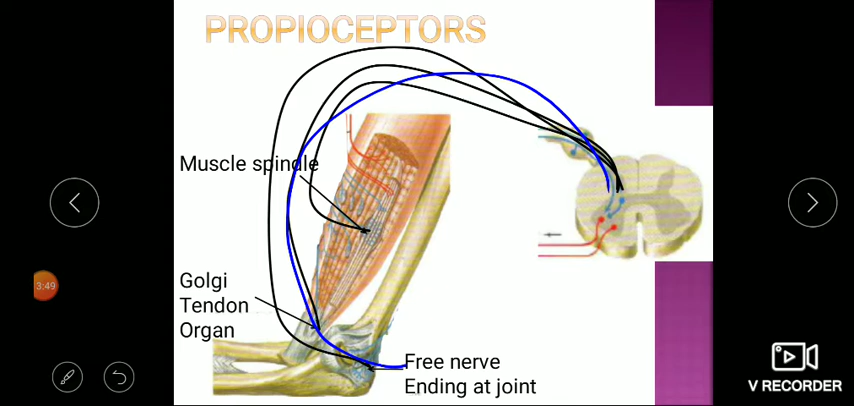 PROPIOCEPTORS
Muscle spindle
Golgi
Tendon
Organ
Free nerve
Ending at joint
3:49
V RECORDER